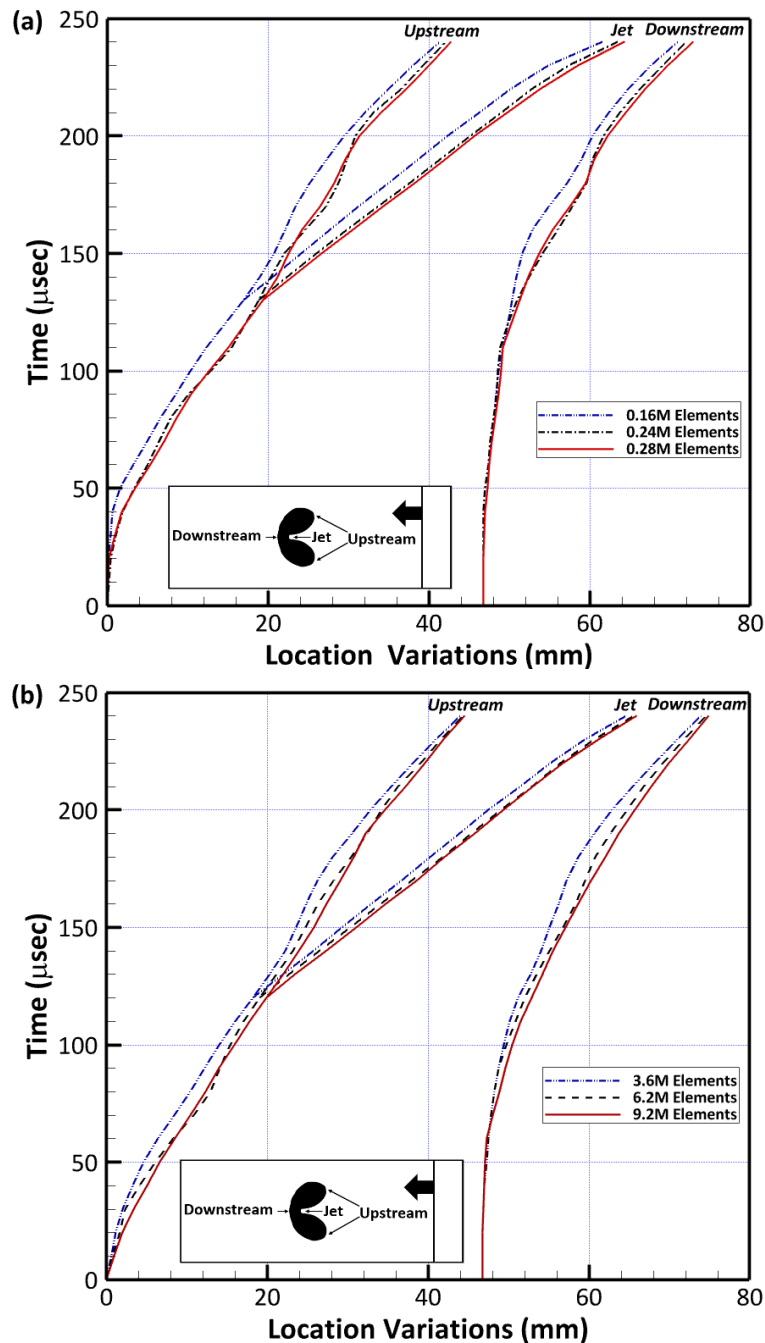 (a)
250
200
150
100
50
0
Time (μsec)
Upstream
Jet
Downstream
0.16M Elements
0.24M Elements
0.28M Elements
Downstream
Jet
Upstream
0
20
40
60
80
Location Variations (mm)
(b)
250
200
150
100
50
0
Time (μsec)
Upstream
Jet
Downstream
3.6M Elements
6.2M Elements
9.2M Elements
Downstream
Jet
Upstream
0
20
40
60
80
Location Variations (mm)